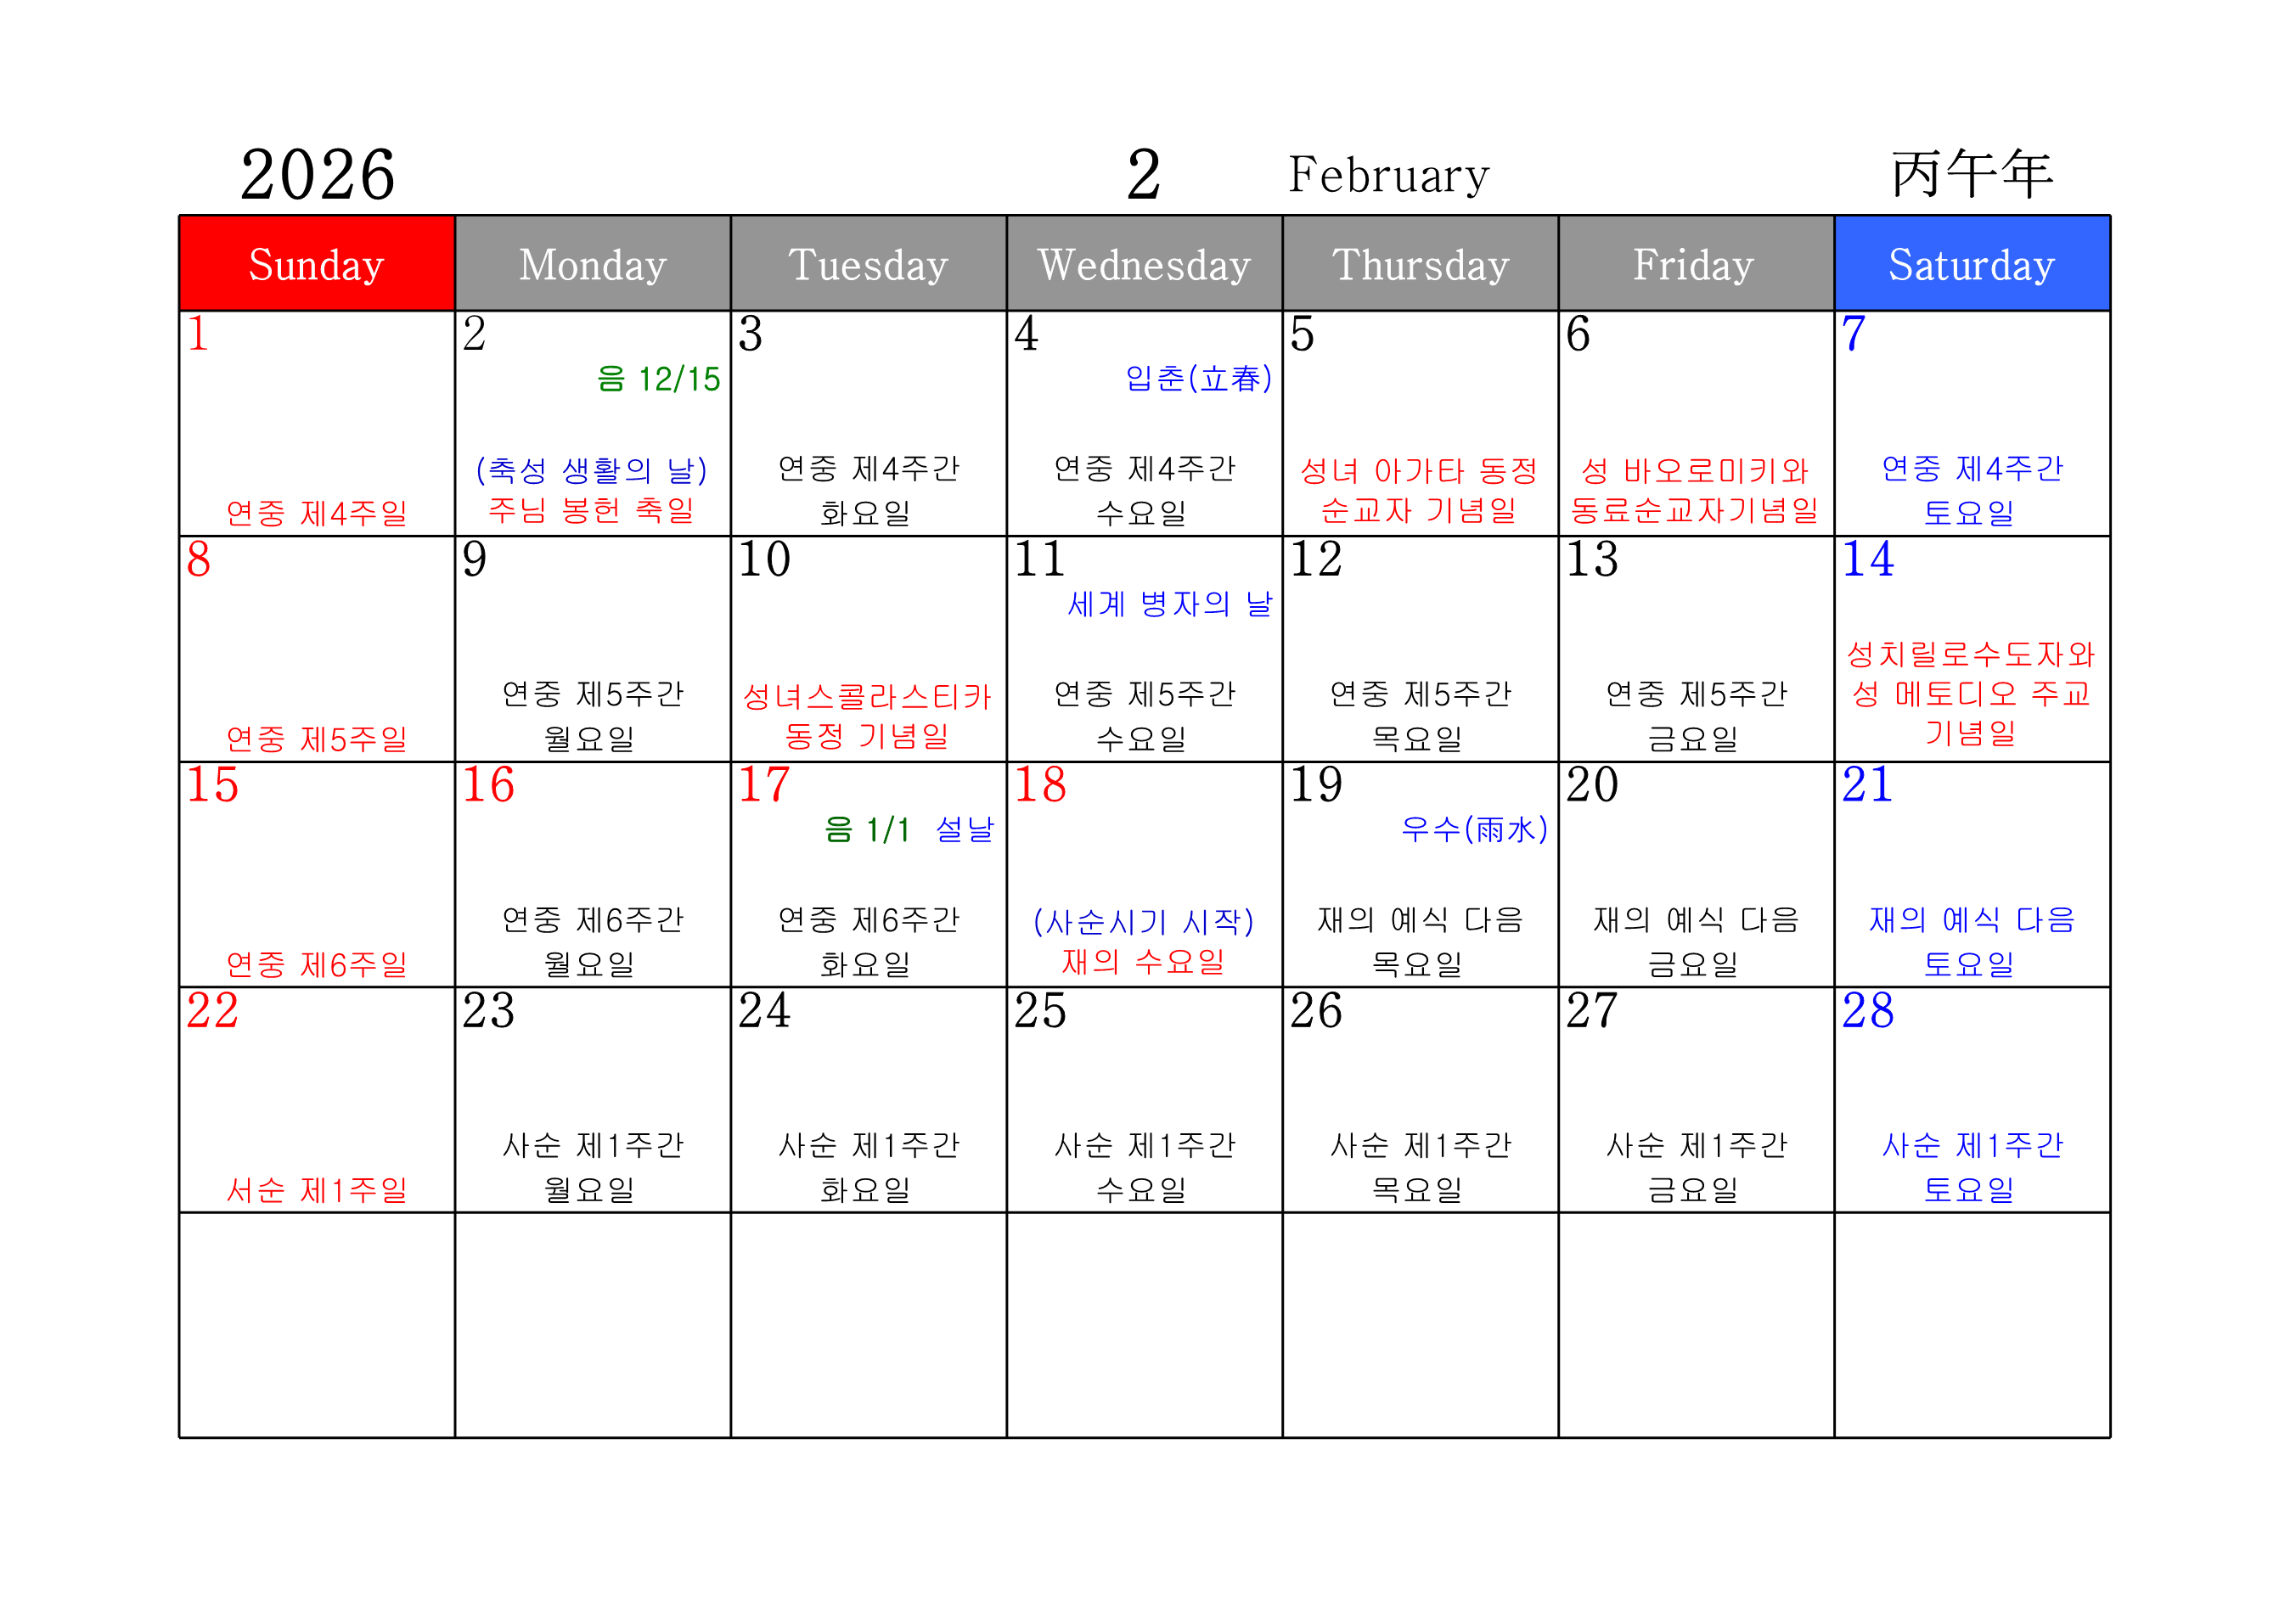 2026 2 February 丙午年
Sunday Monday Tuesday Wednesday Thursday Friday Saturday
1
연중 제4주일
2
음 12/15
(축성 생활의 날)
주님 봉헌 축일
3
연중 제4주간
화요일
4
입춘(立春)
연중 제4주간
수요일
5
성녀 아가타 동정
순교자 기념일
6
성 바오로미키와
동료순교자기념일
7
연중 제4주간
토요일
8
연중 제5주일
9
연중 제5주간
월요일
10
성녀스콜라스티카
동정 기념일
11
세계 병자의 날
연중 제5주간
수요일
12
연중 제5주간
목요일
13
연중 제5주간
금요일
14
성치릴로수도자와
성 메토디오 주교
기념일
15
연중 제6주일
16
연중 제6주간
월요일
17
음 1/1 설날
연중 제6주간
화요일
18
(사순시기 시작)
재의 수요일
19
우수(雨水)
재의 예식 다음
목요일
20
재의 예식 다음
금요일
21
재의 예식 다음
토요일
22
서순 제1주일
23
사순 제1주간
월요일
24
사순 제1주간
화요일
25
사순 제1주간
수요일
26
사순 제1주간
목요일
27
사순 제1주간
금요일
28
사순 제1주간
토요일